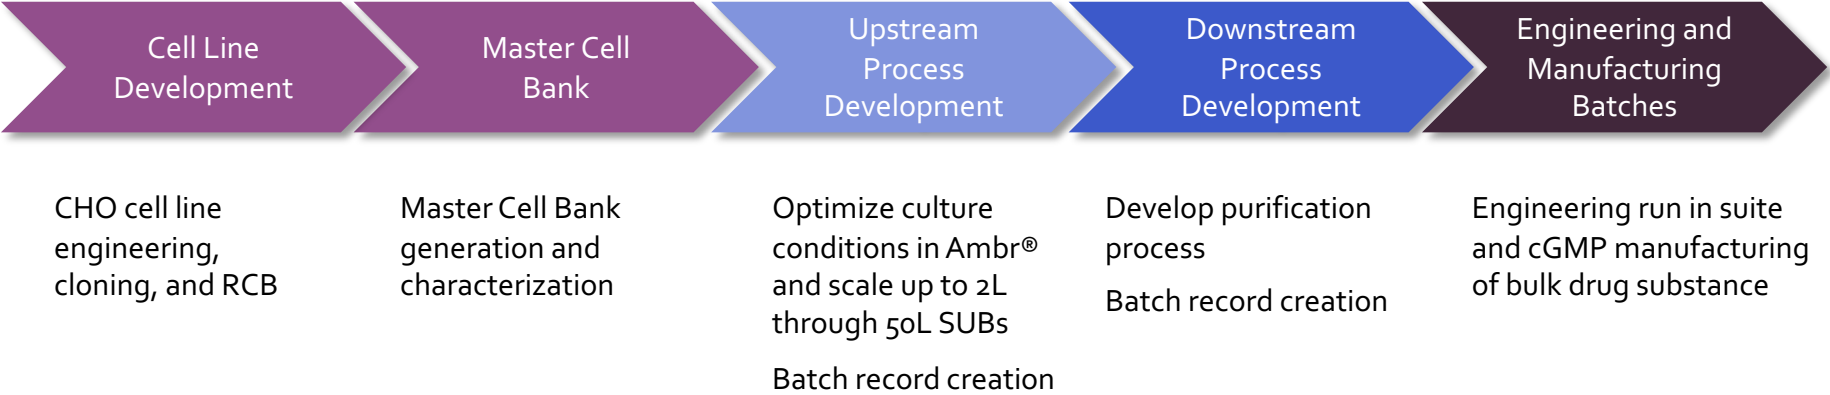 Cell Line
Development
Master Cell
Bank
Upstream
Process
Development
Downstream
Process
Development
Engineering and
Manufacturing
Batches
CHO cell line
engineering,
cloning, and RCB
Master Cell Bank
generation and
characterization
Optimize culture
conditions in Ambr®
and scale up to 2L
through 50L SUBs
Batch record creation
Develop purification
process
Batch record creation
Engineering run in suite
and cGMP manufacturing
of bulk drug substance